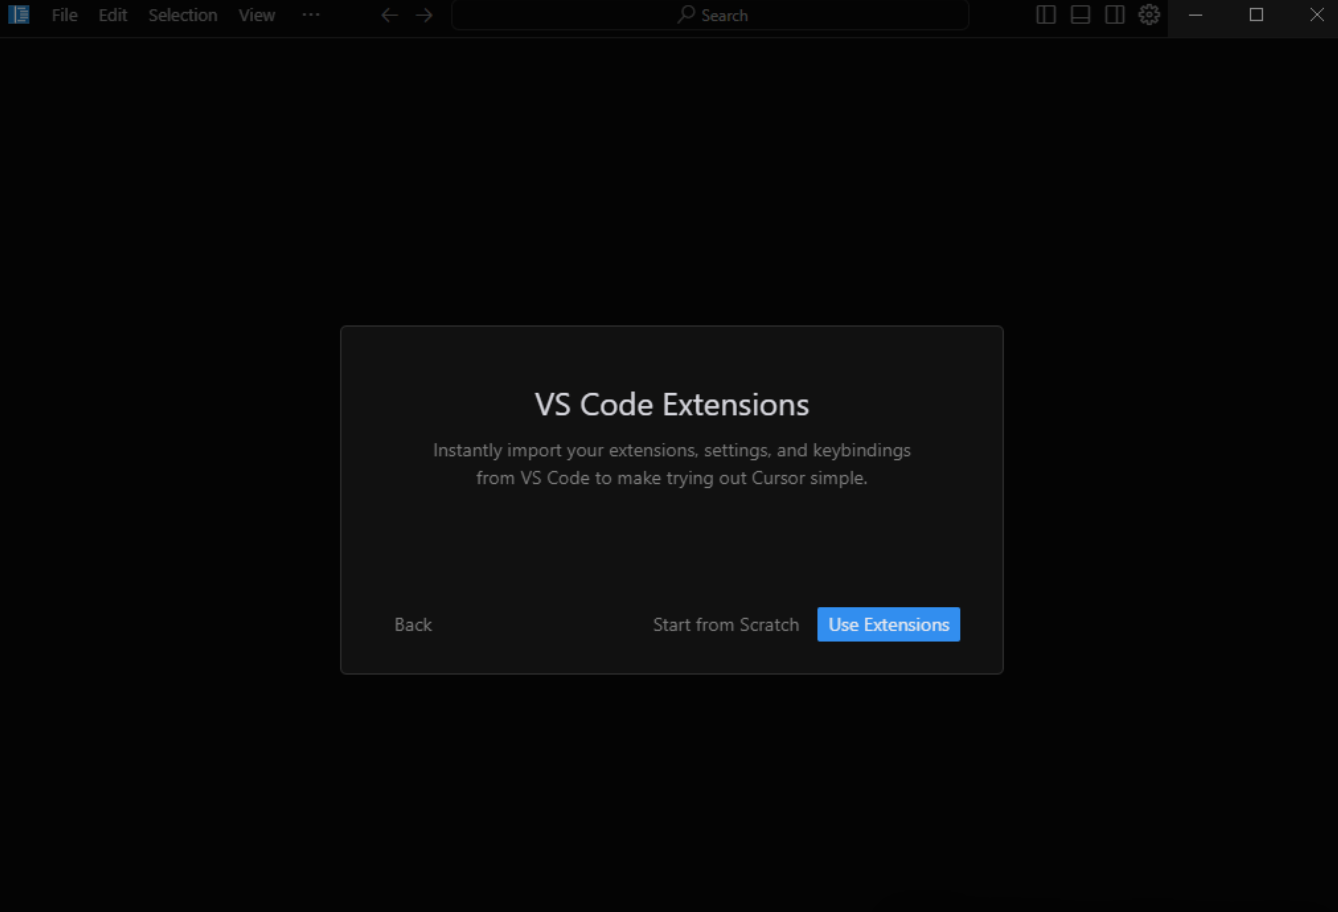 File Edit Selection View ··· Search
VS Code Extensions
Instantly import your extensions, settings, and keybindings
from VS Code to make trying out Cursor simple.
Back Start from Scratch Use Extensions